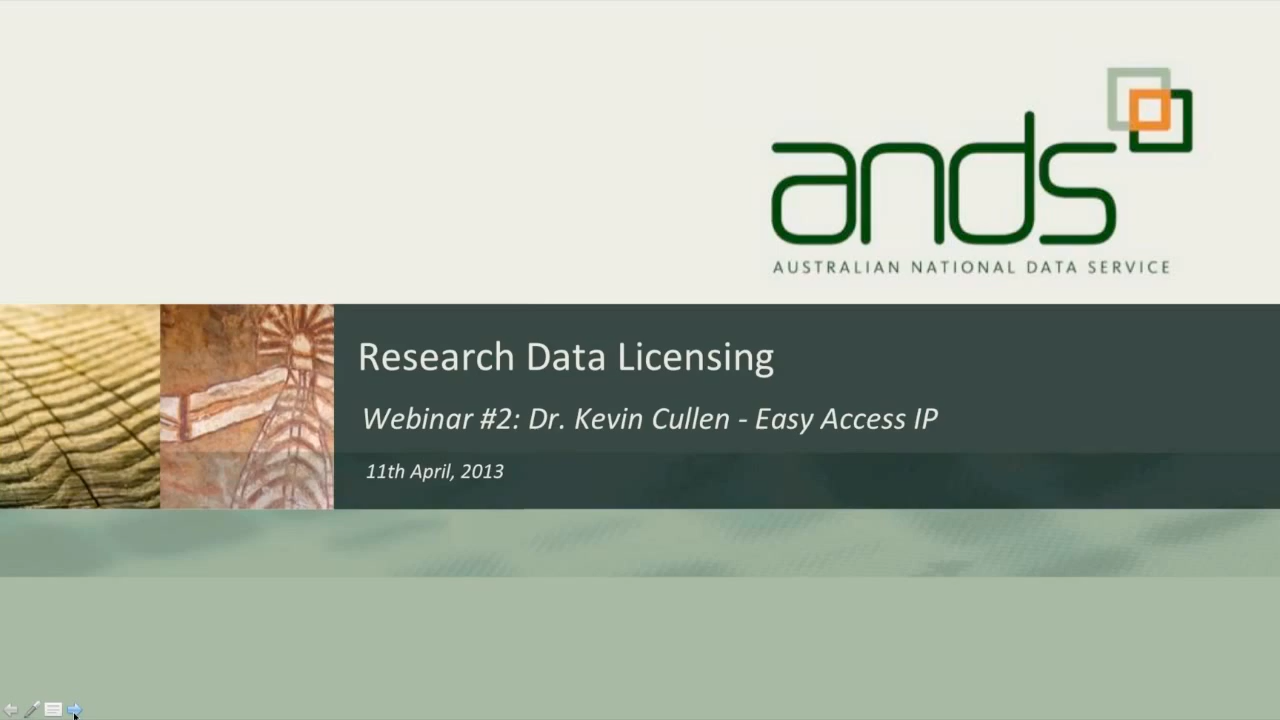 ands
AUSTRALIAN NATIONAL DATA SERVICE
Research Data Licensing
Webinar #2: Dr. Kevin Cullen - Easy Access IP
11th April, 2013